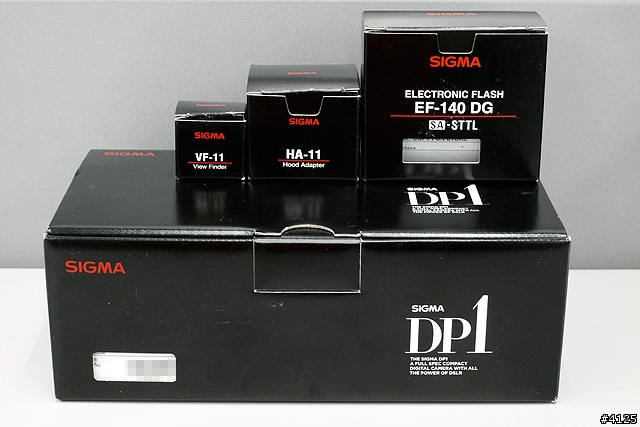 SIGMA
ELECTRONIC FLASH
EF-140 DG
SA-STTL
SIGMA
HA-11
Hood Adapter
SIGMA
VF-11
View Finder
SIGMA
SIGMA
DP1
SIGMA
SIGMA
DP1
THE SIGMA DP1
A FULL SPEC COMPACT
DIGITAL CAMERA WITH ALL
THE POWER OF DSLR
#4125